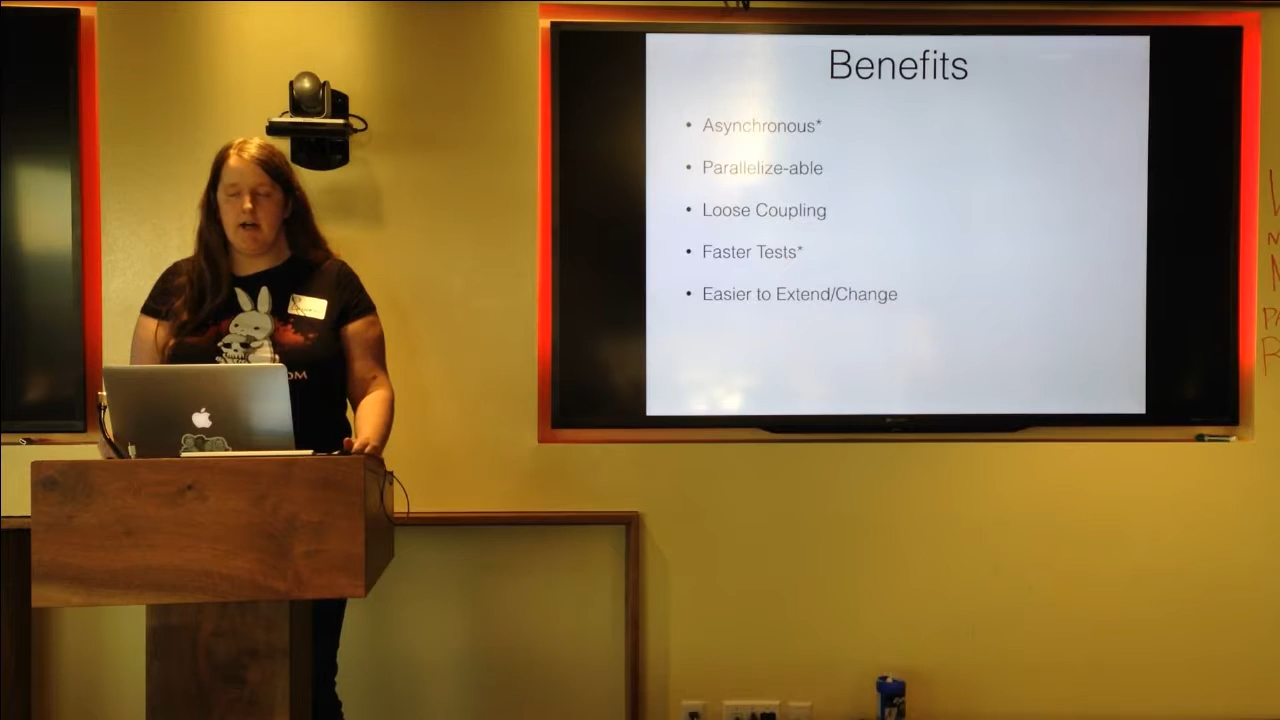 Benefits
• Asynchronous*
• Parallelize-able
• Loose Coupling
• Faster Tests*
• Easier to Extend/Change